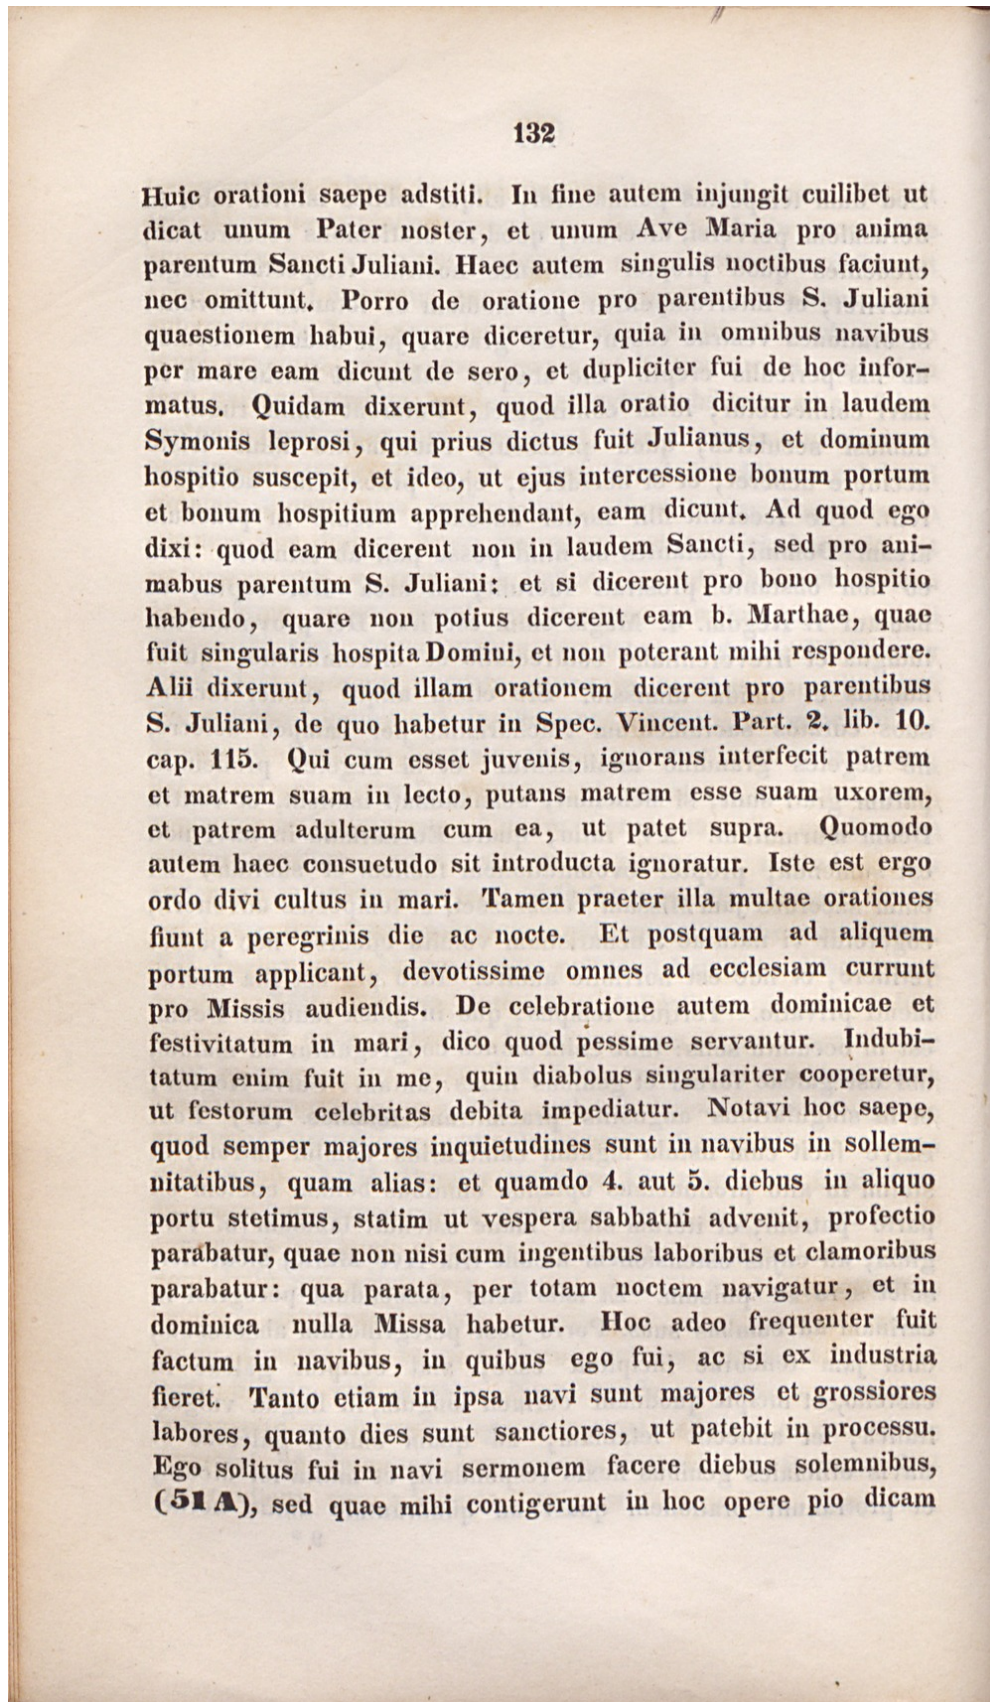 132
Huic orationi saepe adstiti. In fine autem injungit cuilibet ut
dicat unum Pater noster, et unum Ave Maria pro anima
parentum Sancti Juliani. Haec autem singulis noctibus faciunt,
nec omittunt. Porro de oratione pro parentibus S. Juliani
quaestionem habui, quare diceretur, quia in omnibus navibus
per mare eam dicunt de sero, et dupliciter fui de hoc infor-
matus. Quidam dixerunt, quod illa oratio dicitur in laudem
Symonis leprosi, qui prius dictus fuit Julianus, et dominum
hospitio suscepit, et ideo, ut ejus intercessione bonum portum
et bonum hospitium apprehendant, eam dicunt. Ad quod ego
dixi: quod eam dicerent non in laudem Sancti, sed pro ani-
mabus parentum S. Juliani: et si dicerent pro bono hospitio
habendo, quare non potius dicerent eam b. Marthae, quae
fuit singularis hospita Domini, et non poterant mihi respondere.
Alii dixerunt, quod illam orationem dicerent pro parentibus
S. Juliani, de quo habetur in Spec. Vincent. Part. 2. lib. 10.
cap. 115. Qui cum esset juvenis, ignorans interfecit patrem
et matrem suam in lecto, putans matrem esse suam uxorem,
et patrem adulterum cum ea, ut patet supra. Quomodo
autem haec consuetudo sit introducta ignoratur. Iste est ergo
ordo divi cultus in mari. Tamen praeter illa multae orationes
fiunt a peregrinis die ac nocte. Et postquam ad aliquem
portum applicant, devotissime omnes ad ecclesiam currunt
pro Missis audiendis. De celebratione autem dominicae et
festivitatum in mari, dico quod pessime servantur. Indubi-
tatum enim fuit in me, quin diabolus singulariter cooperetur,
ut festorum celebritas debita impediatur. Notavi hoc saepe,
quod semper majores inquietudines sunt in navibus in sollem-
nitatibus, quam alias: et quamdo 4. aut 5. diebus in aliquo
portu stetimus, statim ut vespera sabbathi advenit, profectio
parabatur, quae non nisi cum ingentibus laboribus et clamoribus
parabatur: qua parata, per totam noctem navigatur, et in
dominica nulla Missa habetur. Hoc adeo frequenter fuit
factum in navibus, in quibus ego fui, ac si ex industria
fieret. Tanto etiam in ipsa navi sunt majores et grossiores
labores, quanto dies sunt sanctiores, ut patebit in processu.
Ego solitus fui in navi sermonem facere diebus solemnibus,
(51 A), sed quae mihi contigerunt in hoc opere pio dicam